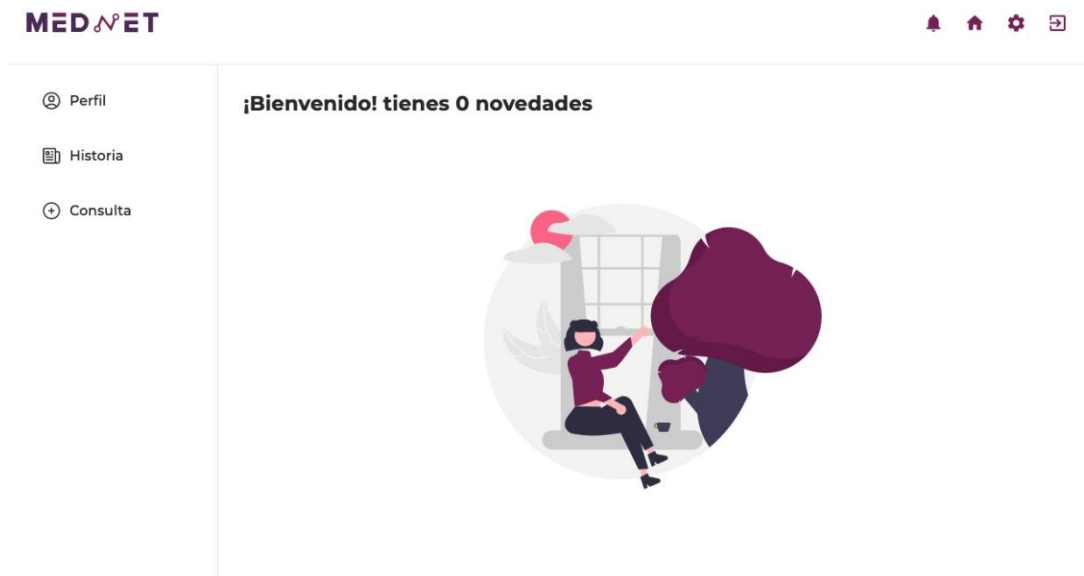 MEDNET
Perfil
Historia
Consulta
¡Bienvenido! tienes 0 novedades